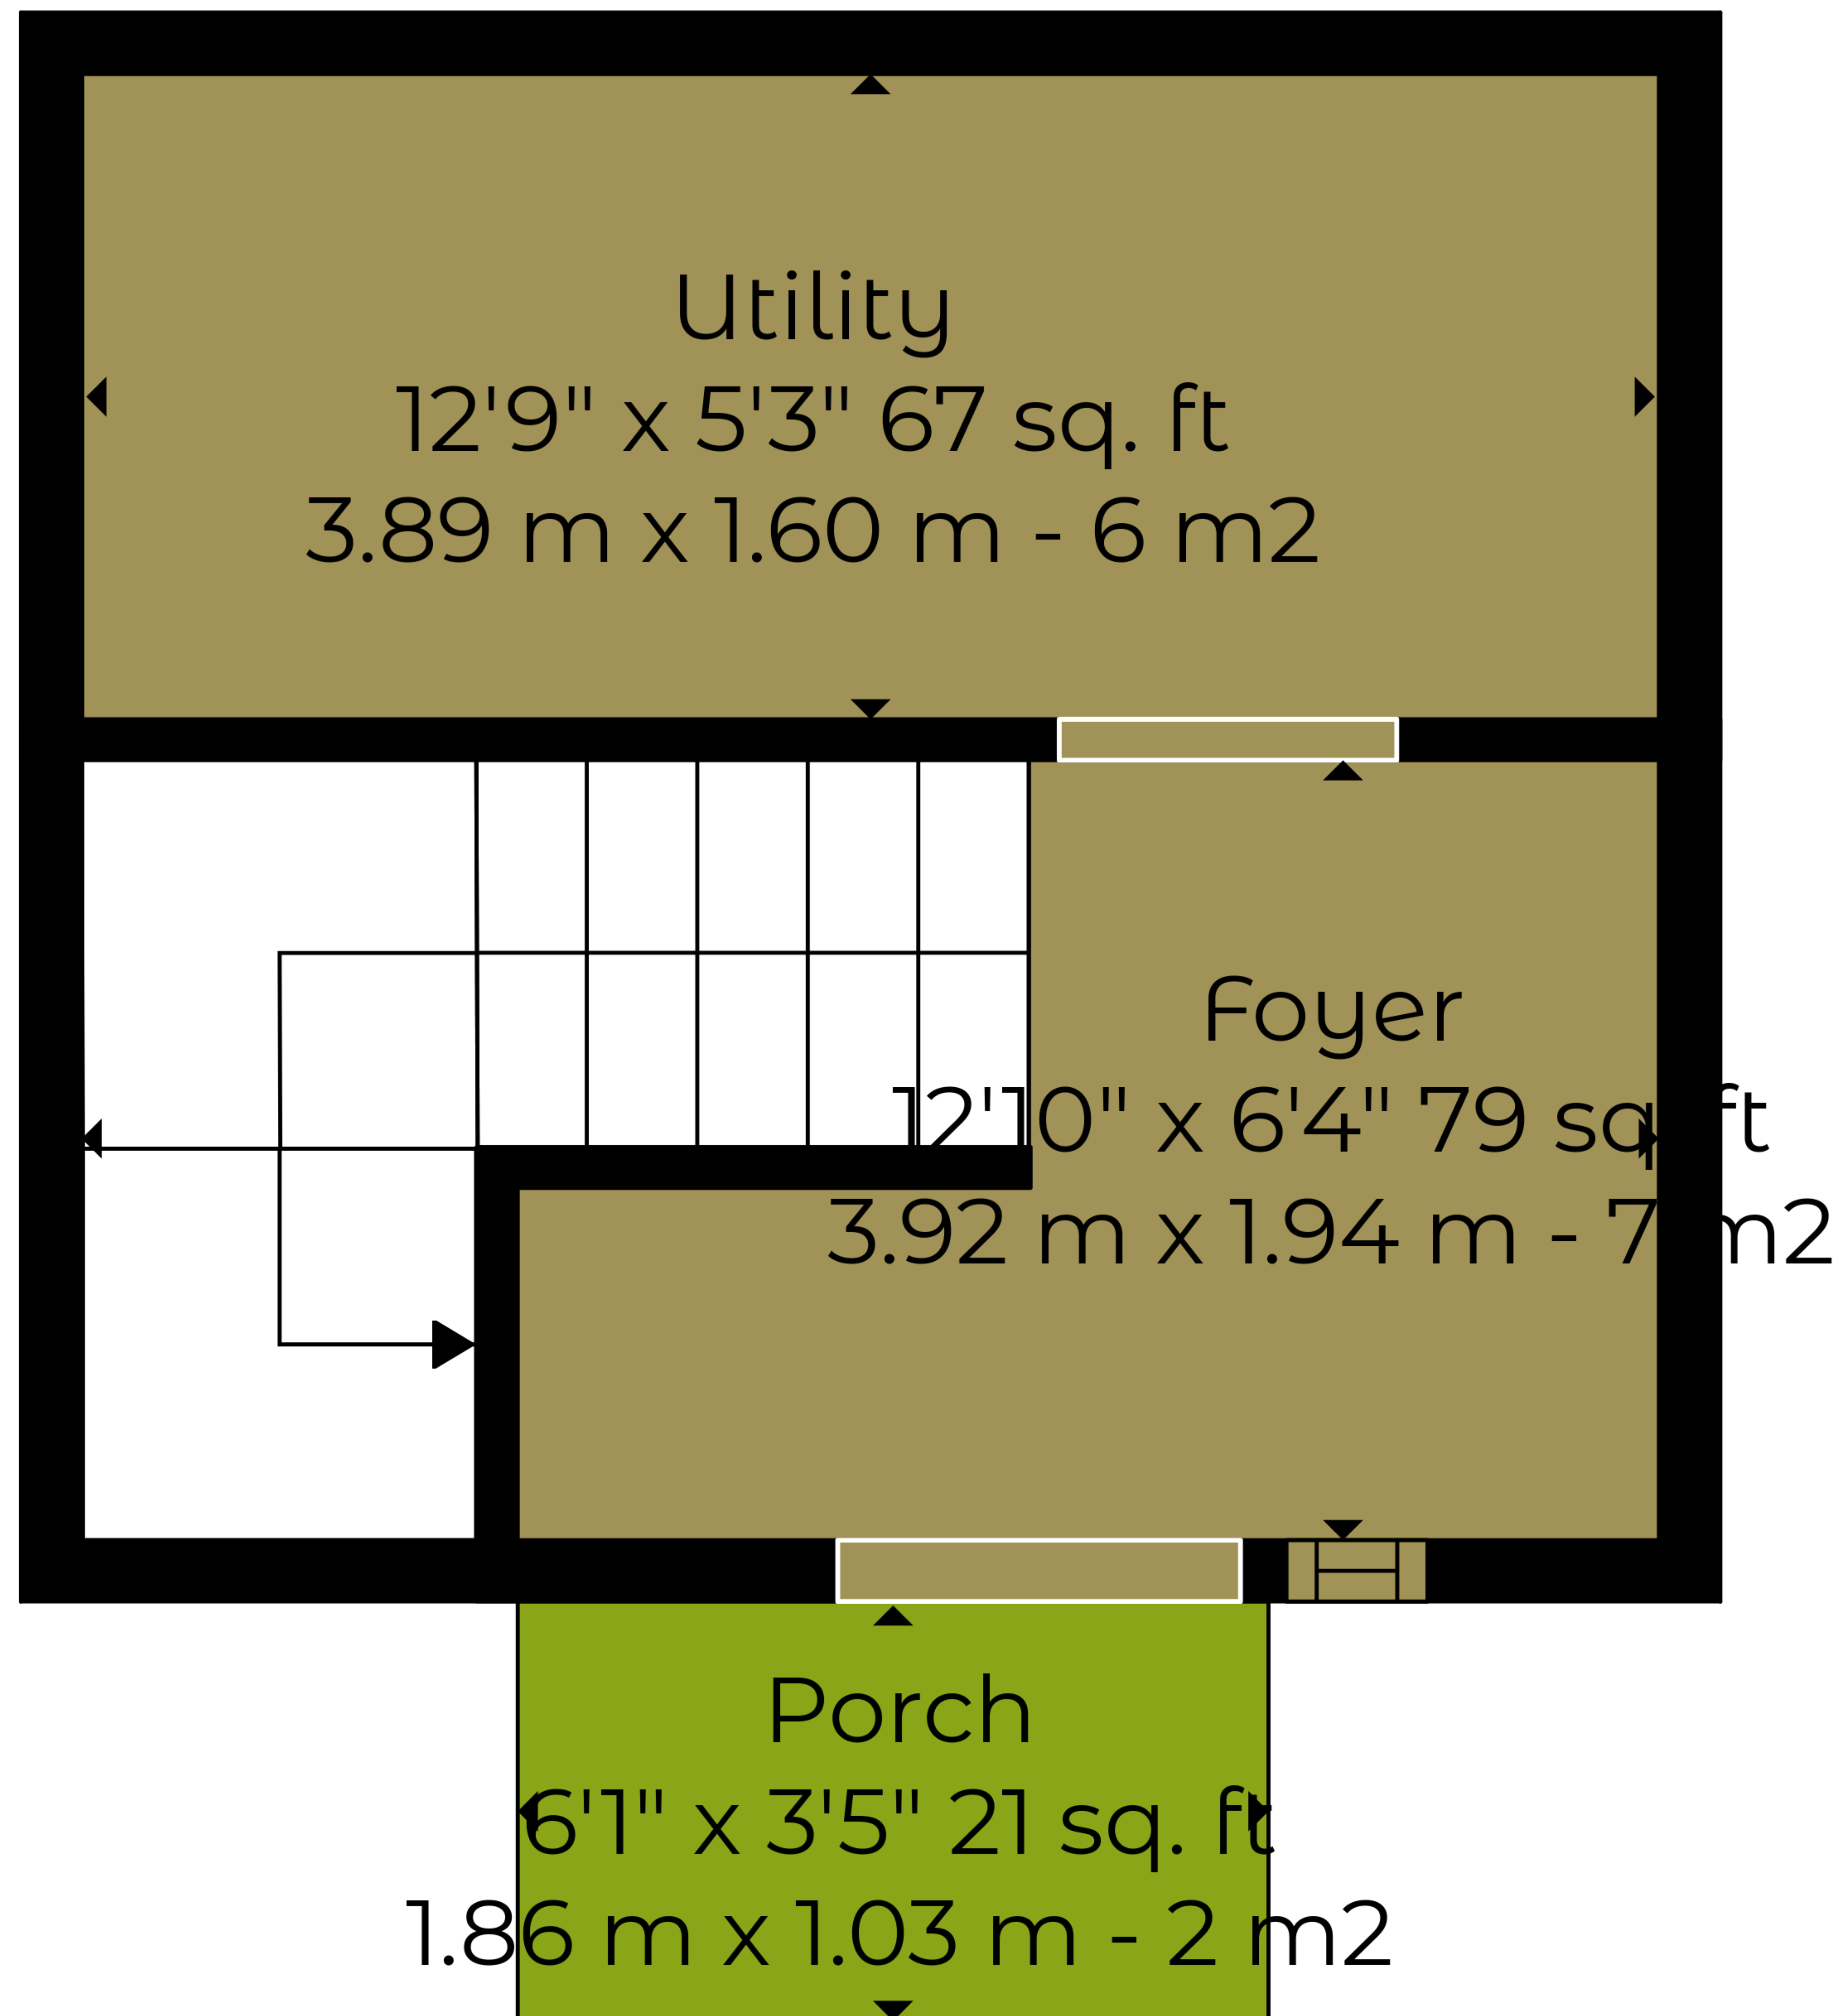 Utility
12'9" x 5'3" 67 sq. ft
3.89 m x 1.60 m - 6 m2
Foyer
12'10" x 6'4" 79 sq. ft
3.92 m x 1.94 m - 7 m2
Porch
6'1" x 3'5" 21 sq. ft
1.86 m x 1.03 m - 2 m2